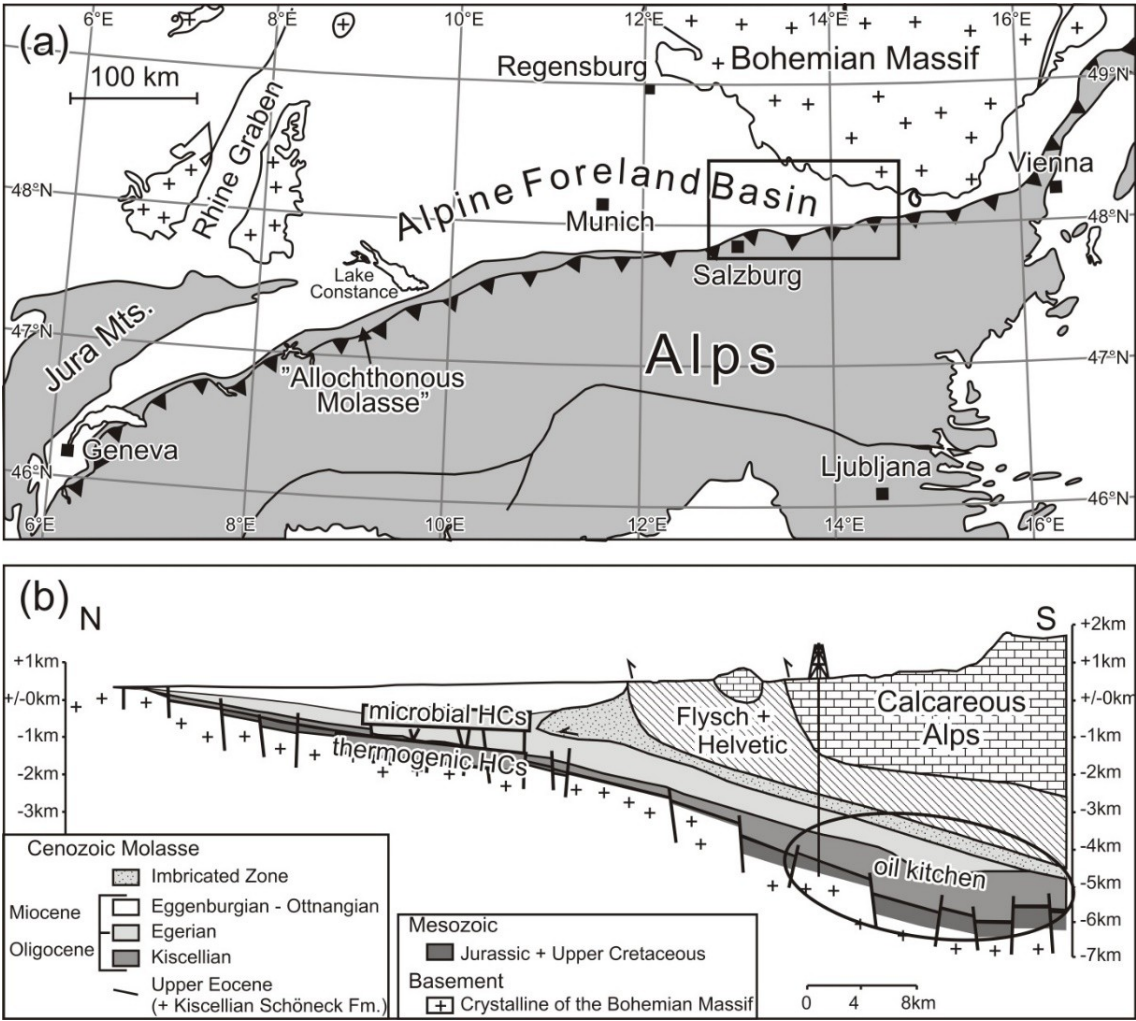 (a)
6°E
8°E
10°E
12°E
14°E
16°E
100 km
Regensburg
Bohemian Massif
49°N
Rhine Graben
Vienna
48°N
Alpine Foreland Basin
48°N
Munich
Lake
Constance
Salzburg
Jura Mts.
47°N
Alps
47°N
"Allochthonous
Molasse"
Geneva
46°N
Ljubljana
46°N
6°E
8°E
10°E
12°E
14°E
16°E
(b)
N
S
+2km
+1km
+1km
+/-0km
microbial HCs
Flysch +
Helvetic
Calcareous
Alps
+/-0km
-1km
thermogenic HCs
-1km
-2km
-2km
-3km
-3km
-4km
oil kitchen
-5km
-6km
-7km
Cenozoic Molasse
Imbricated Zone
Miocene
Eggenburgian - Ottnangian
Oligocene
Egerian
Kiscellian
Upper Eocene
(+ Kiscellian Schöneck Fm.)
Mesozoic
Jurassic + Upper Cretaceous
Basement
Crystalline of the Bohemian Massif
0 4 8km